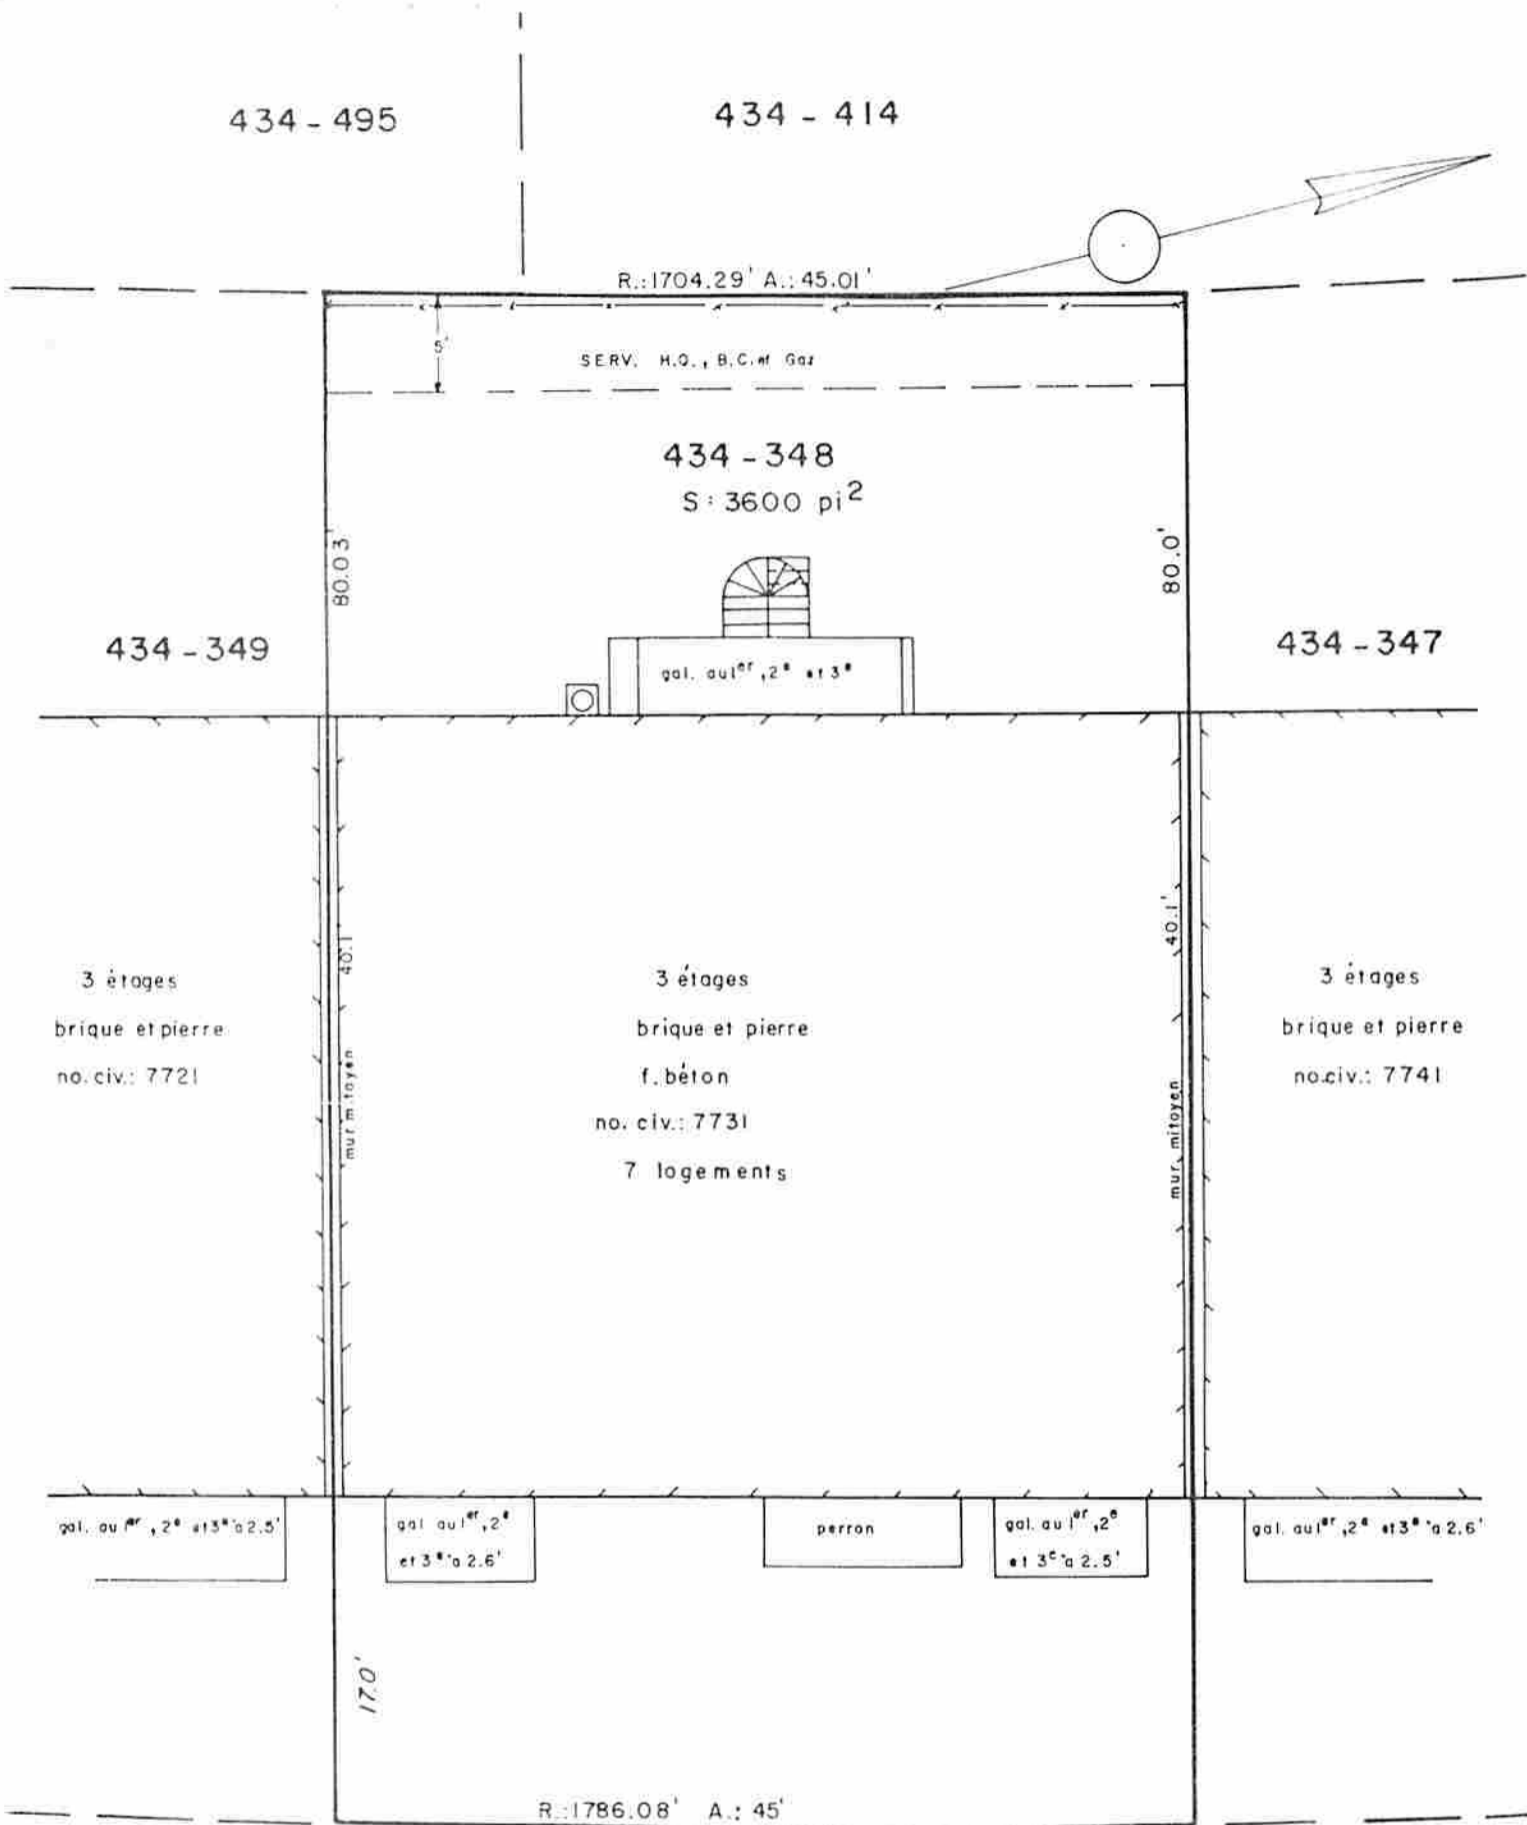 434-495
434 - 414
R.:1704.29' A.: 45.01'
5'
SERV. H.Q., B.C. et Gaz
434 - 348
S: 3600 pi²
80.03'
80.0'
434 - 349
434 - 347
gal. au 1er, 2e et 3e
40.1'
40.1'
3 étages
brique et pierre
no. civ.: 7721
3 étages
brique et pierre
f. béton
no. civ.: 7731
7 logements
3 étages
brique et pierre
no.civ.: 7741
mur mitoyen
mur mitoyen
gal. au 1er, 2e et 3e à 2.5'
gal au 1er, 2e
et 3e à 2.6'
perron
gal. au 1er, 2e
et 3e à 2.5'
gal. au 1er, 2e et 3e à 2.6'
17.0'
R.:1786.08' A.: 45'